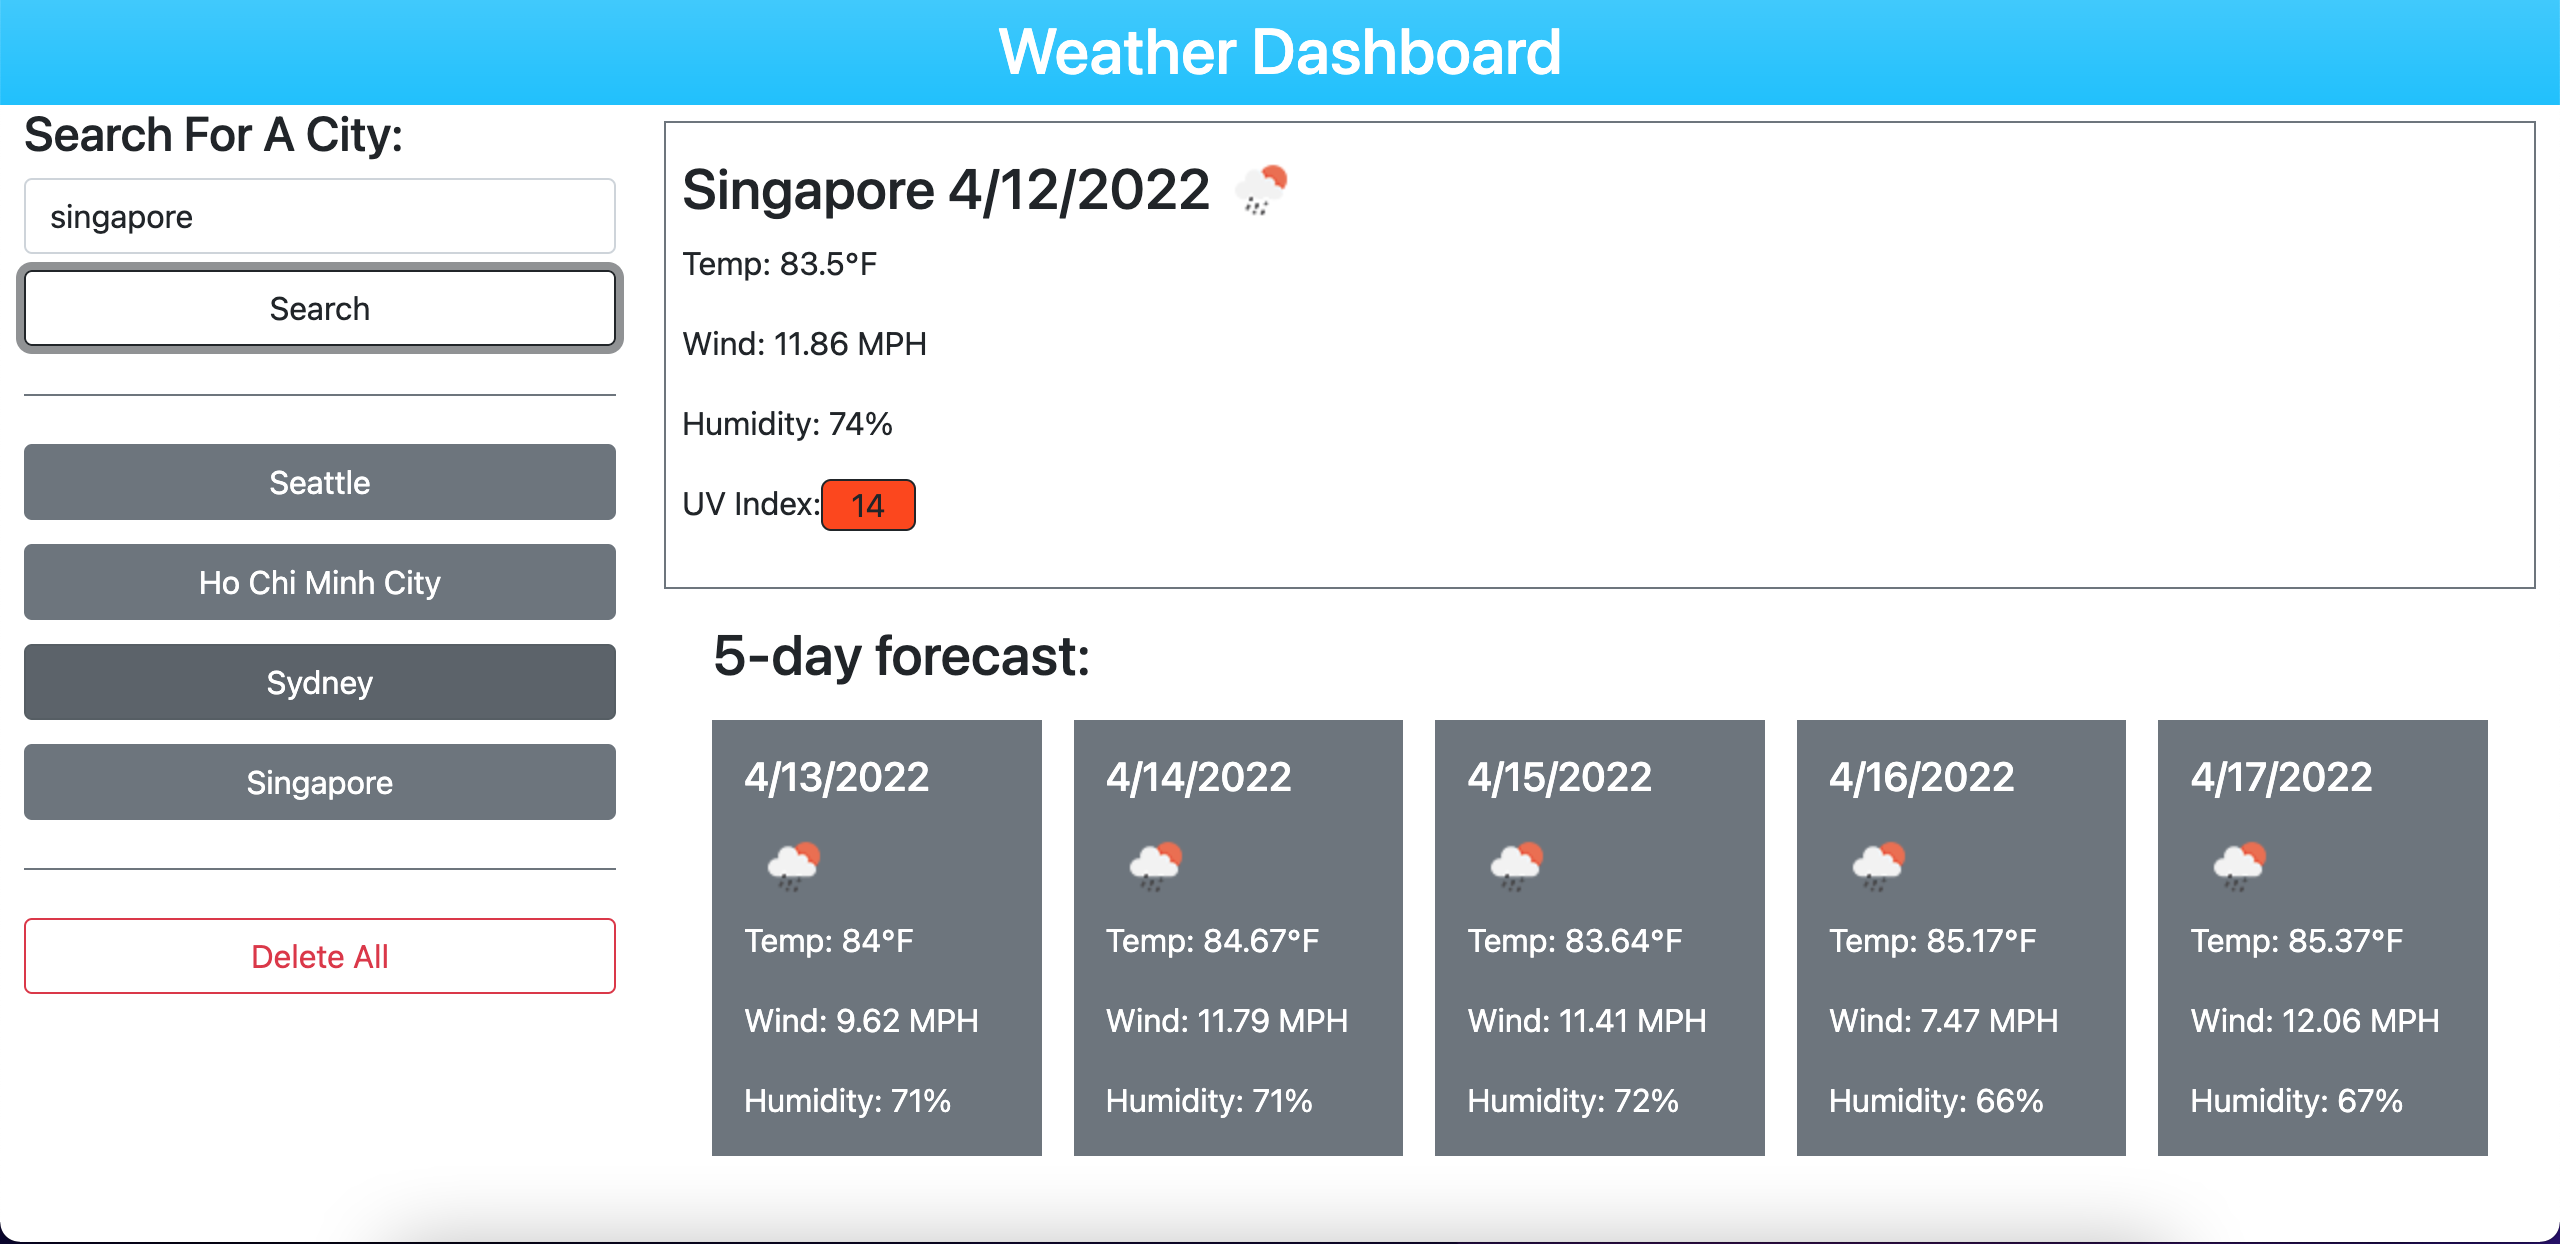 Weather Dashboard
Search For A City:
singapore
Search
Seattle
Ho Chi Minh City
Sydney
Singapore
Delete All
Singapore 4/12/2022
Temp: 83.5°F
Wind: 11.86 MPH
Humidity: 74%
UV Index: 14
5-day forecast:
4/13/2022
Temp: 84°F
Wind: 9.62 MPH
Humidity: 71%
4/14/2022
Temp: 84.67°F
Wind: 11.79 MPH
Humidity: 71%
4/15/2022
Temp: 83.64°F
Wind: 11.41 MPH
Humidity: 72%
4/16/2022
Temp: 85.17°F
Wind: 7.47 MPH
Humidity: 66%
4/17/2022
Temp: 85.37°F
Wind: 12.06 MPH
Humidity: 67%